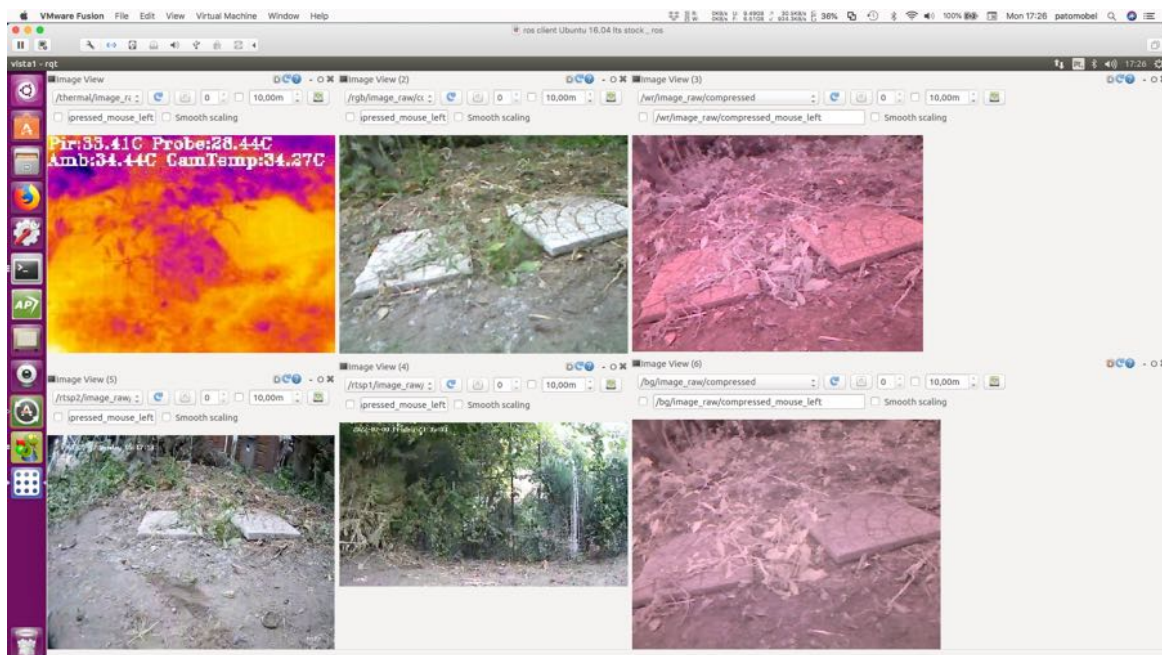 VMware Fusion File Edit View Virtual Machine Window Help
36% 100% Mon 17:26 patomobel
ros client Ubuntu 16.04 lts stock _ ros
vista1 - rqt
17:26
Image View
/thermal/image_ra 0 10,00m
ipressed_mouse_left Smooth scaling
Pir:33.41C Probe:28.44C
Amb:34.44C CamTemp:34.27C
Image View (2)
/rgb/image_raw/co 0 10,00m
ipressed_mouse_left Smooth scaling
Image View (3)
/wr/image_raw/compressed 0 10,00m
/wr/image_raw/compressed_mouse_left Smooth scaling
Image View (5)
/rtsp2/image_raw, 0 10,00m
ipressed_mouse_left Smooth scaling
Image View (4)
/rtsp1/image_raw, 0 10,00m
ipressed_mouse_left Smooth scaling
Image View (6)
/bg/image_raw/compressed 0 10,00m
/bg/image_raw/compressed_mouse_left Smooth scaling